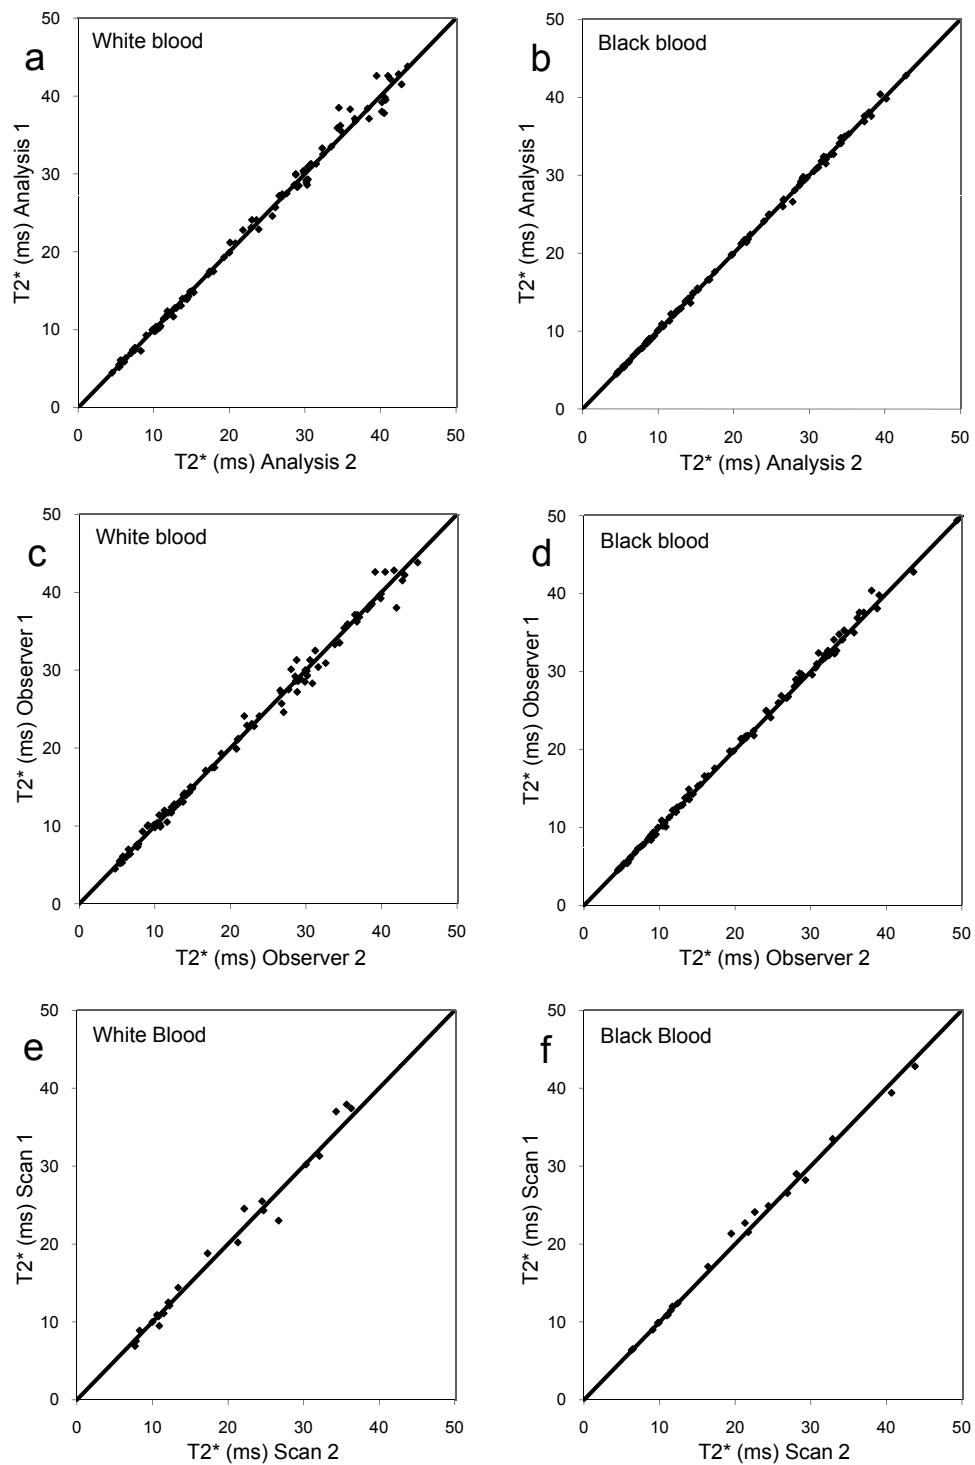 a
White blood
50
40
30
20
10
0
0 10 20 30 40 50
T2* (ms) Analysis 1
T2* (ms) Analysis 2
b
Black blood
50
40
30
20
10
0
0 10 20 30 40 50
T2* (ms) Analysis 1
T2* (ms) Analysis 2
c
White blood
50
40
30
20
10
0
0 10 20 30 40 50
T2* (ms) Observer 1
T2* (ms) Observer 2
d
Black blood
50
40
30
20
10
0
0 10 20 30 40 50
T2* (ms) Observer 1
T2* (ms) Observer 2
e
White Blood
50
40
30
20
10
0
0 10 20 30 40 50
T2* (ms) Scan 1
T2* (ms) Scan 2
f
Black Blood
50
40
30
20
10
0
0 10 20 30 40 50
T2* (ms) Scan 1
T2* (ms) Scan 2